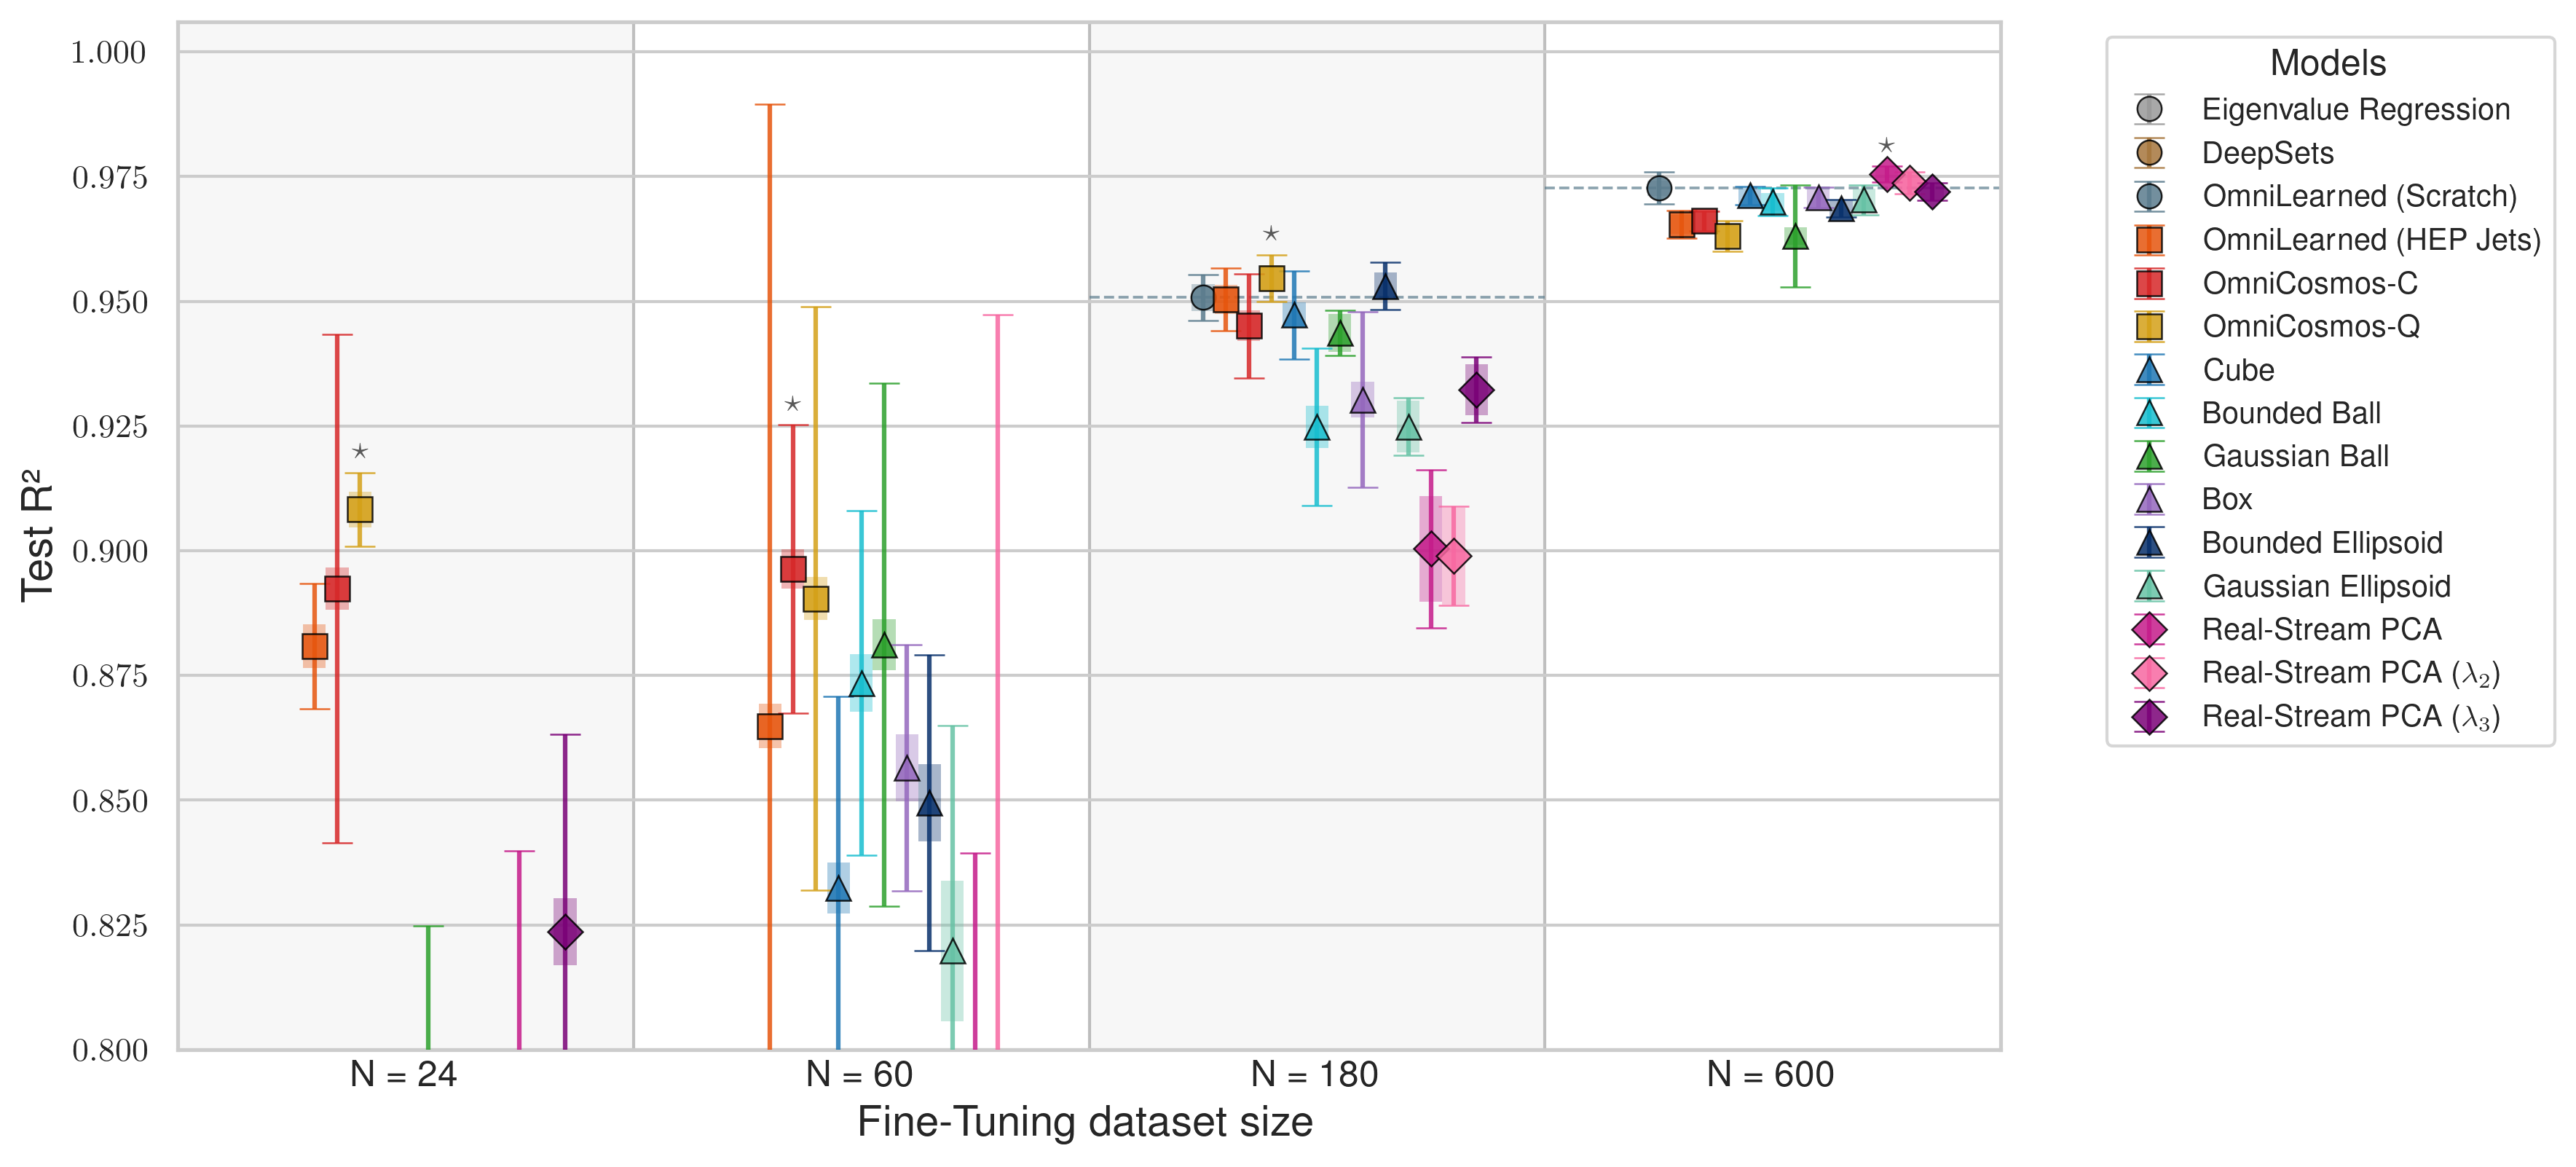 Test R²
1.000
0.975
0.950
0.925
0.900
0.875
0.850
0.825
0.800
N = 24
N = 60
N = 180
N = 600
Fine-Tuning dataset size
Models
Eigenvalue Regression
DeepSets
OmniLearned (Scratch)
OmniLearned (HEP Jets)
OmniCosmos-C
OmniCosmos-Q
Cube
Bounded Ball
Gaussian Ball
Box
Bounded Ellipsoid
Gaussian Ellipsoid
Real-Stream PCA
Real-Stream PCA (λ₂)
Real-Stream PCA (λ₃)